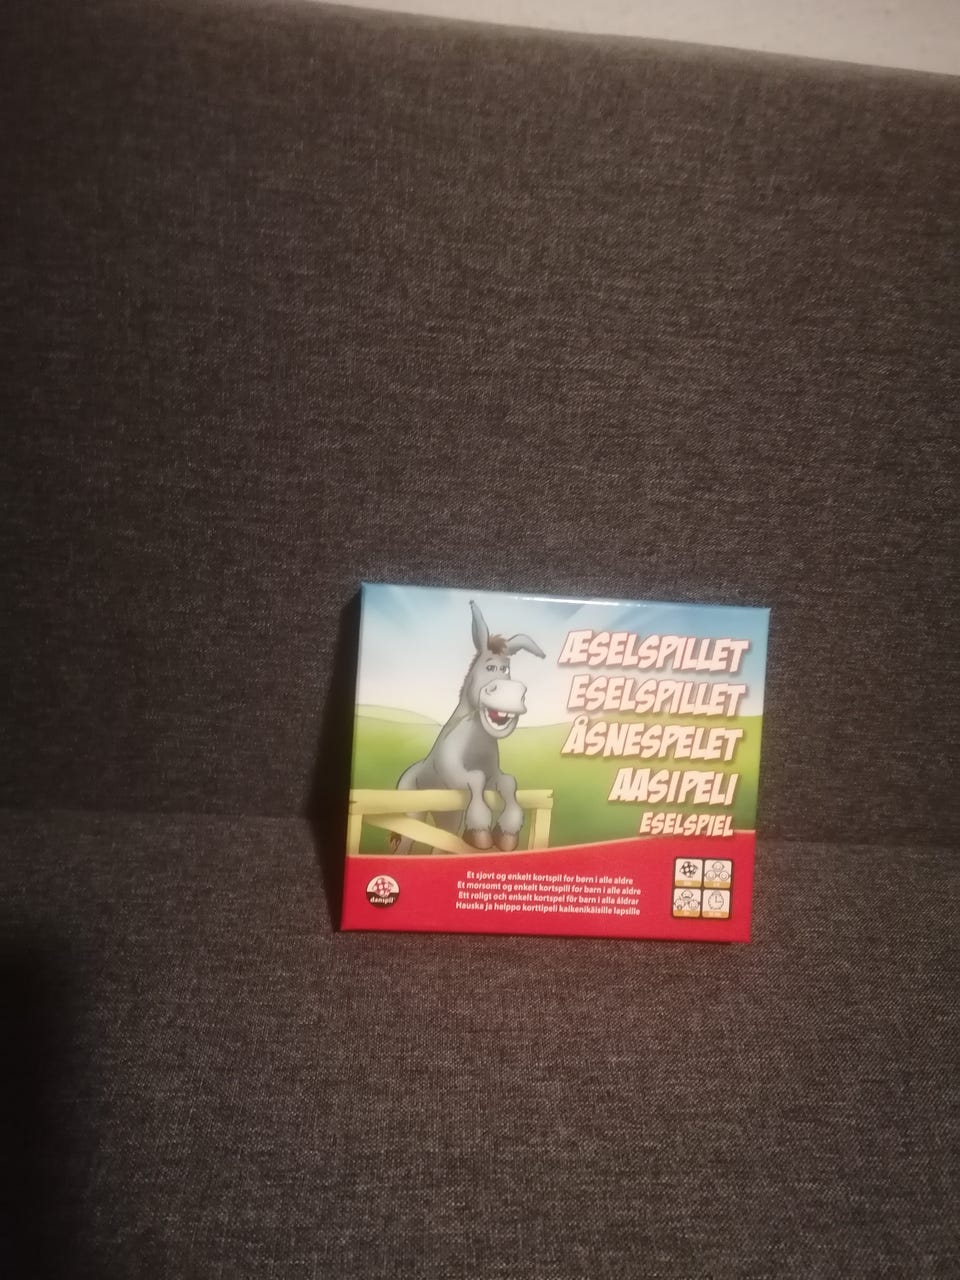 ÆSELSPILLET
ESELSPILLET
ÅSNESPELET
AASIPELI
ESELSPIEL
Et sjovt og enkelt kortspil for børn i alle aldre
Et morsomt og enkelt kortspill for barn i alle aldre
Ett roligt och enkelt kortspel för barn i alla åldrar
Hauska ja helppo korttipeli kaikenikäisille lapsille
danspil